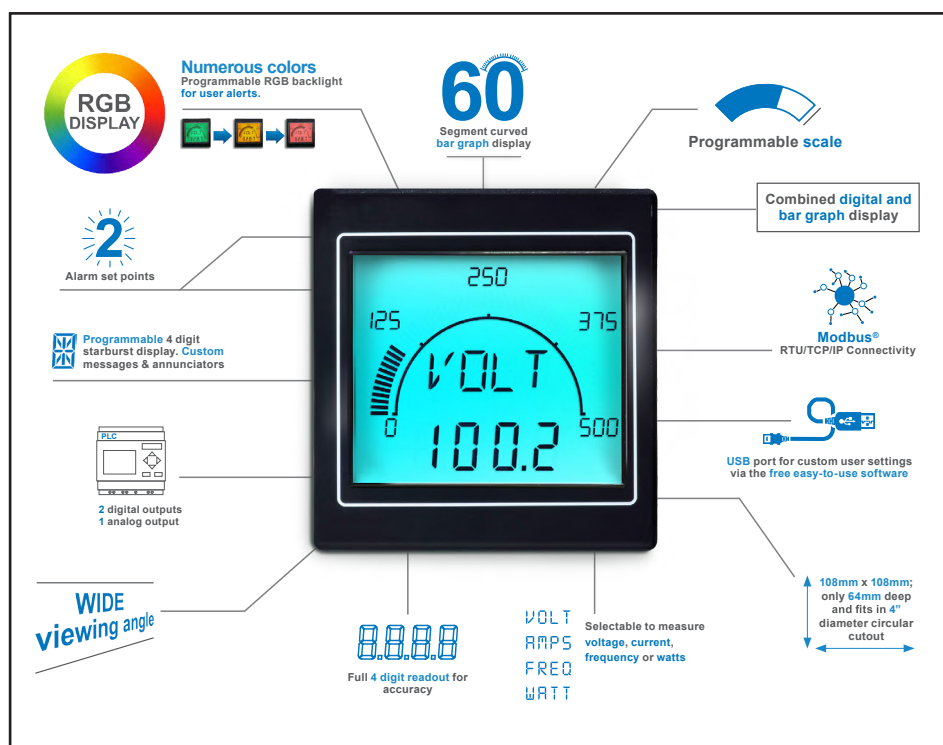 RGB
DISPLAY
Numerous colors
Programmable RGB backlight
for user alerts.
60
Segment curved
bar graph display
Programmable scale
Combined digital and
bar graph display
2
Alarm set points
Programmable 4 digit
starburst display. Custom
messages & annunciators
Modbus®
RTU/TCP/IP Connectivity
250
125
375
VOLT
0
500
100.2
PLC
2 digital outputs
1 analog output
USB port for custom user settings
via the free easy-to-use software
WIDE
viewing angle
8.8.8.8
Full 4 digit readout for
accuracy
VOLT
AMPS
FREQ
WATT
Selectable to measure
voltage, current,
frequency or watts
108mm x 108mm;
only 64mm deep
and fits in 4”
diameter circular
cutout